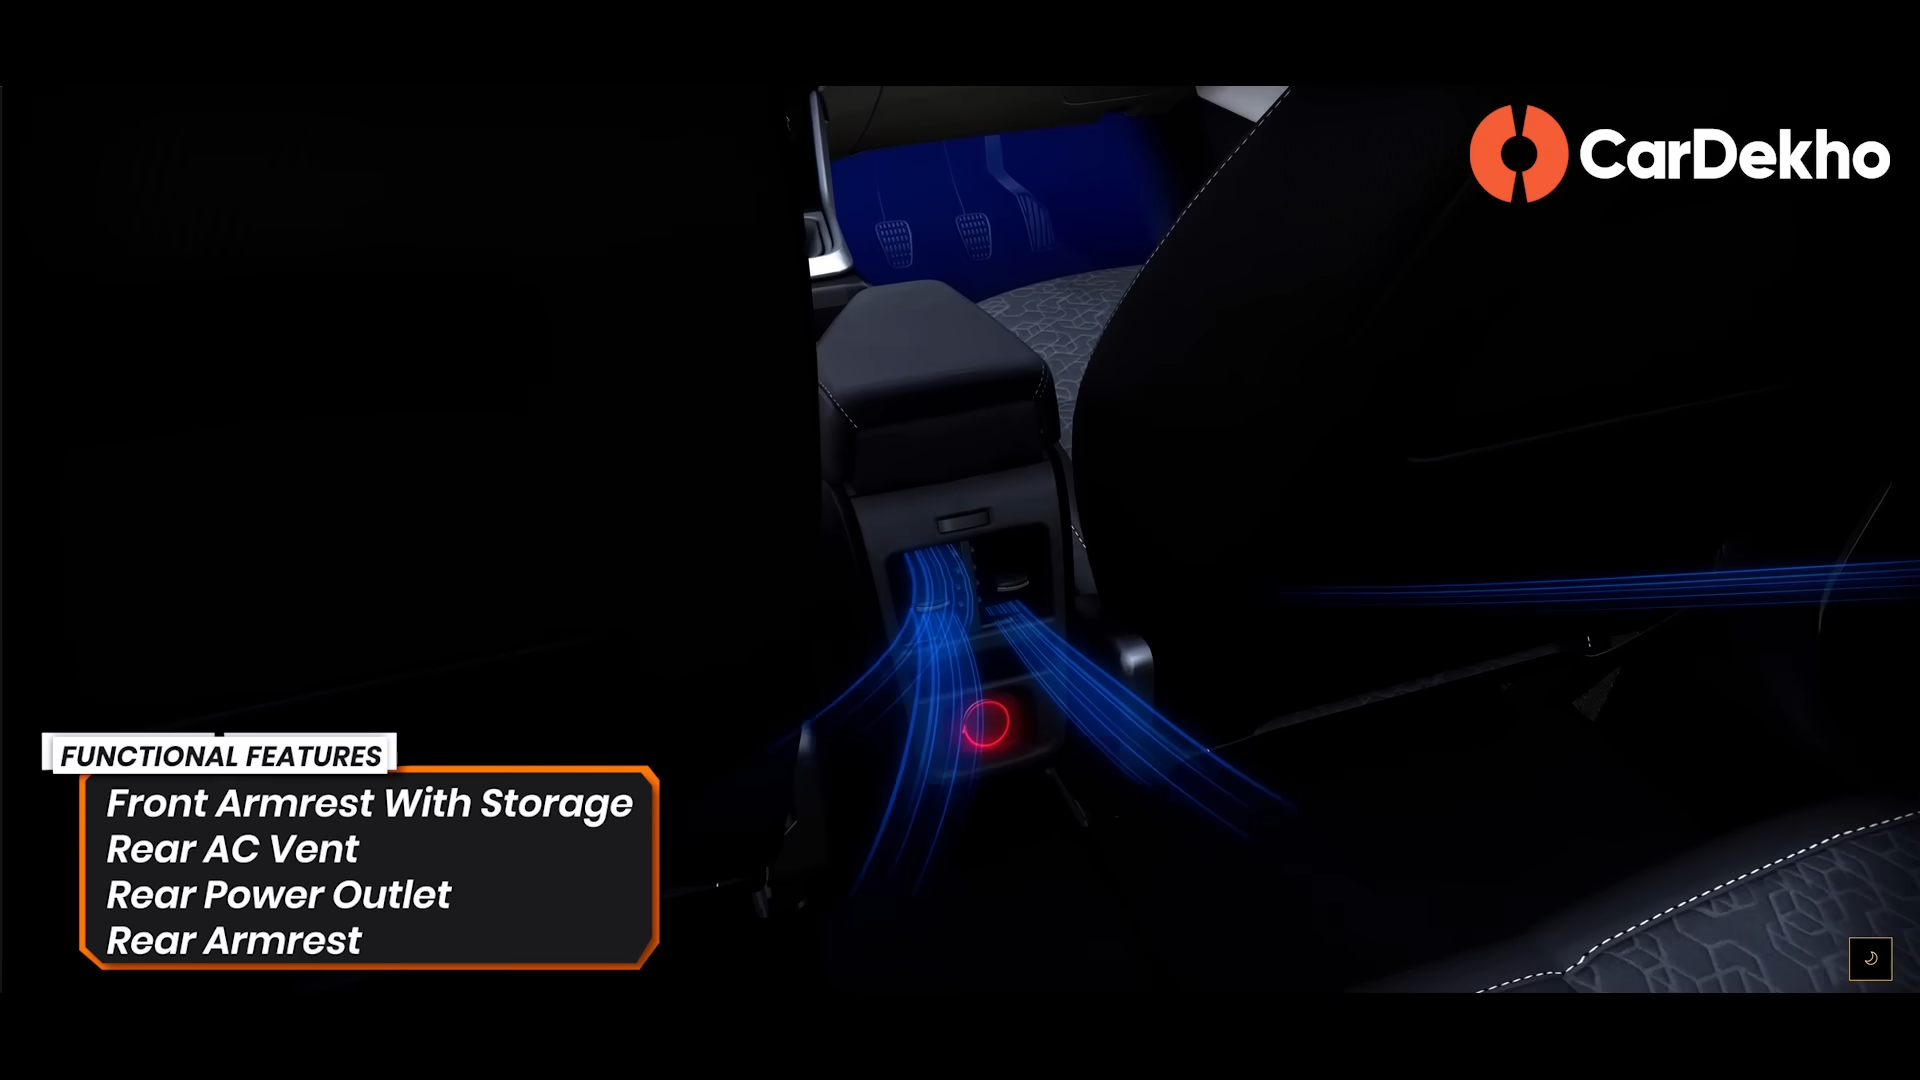 CarDekho
FUNCTIONAL FEATURES
Front Armrest With Storage
Rear AC Vent
Rear Power Outlet
Rear Armrest